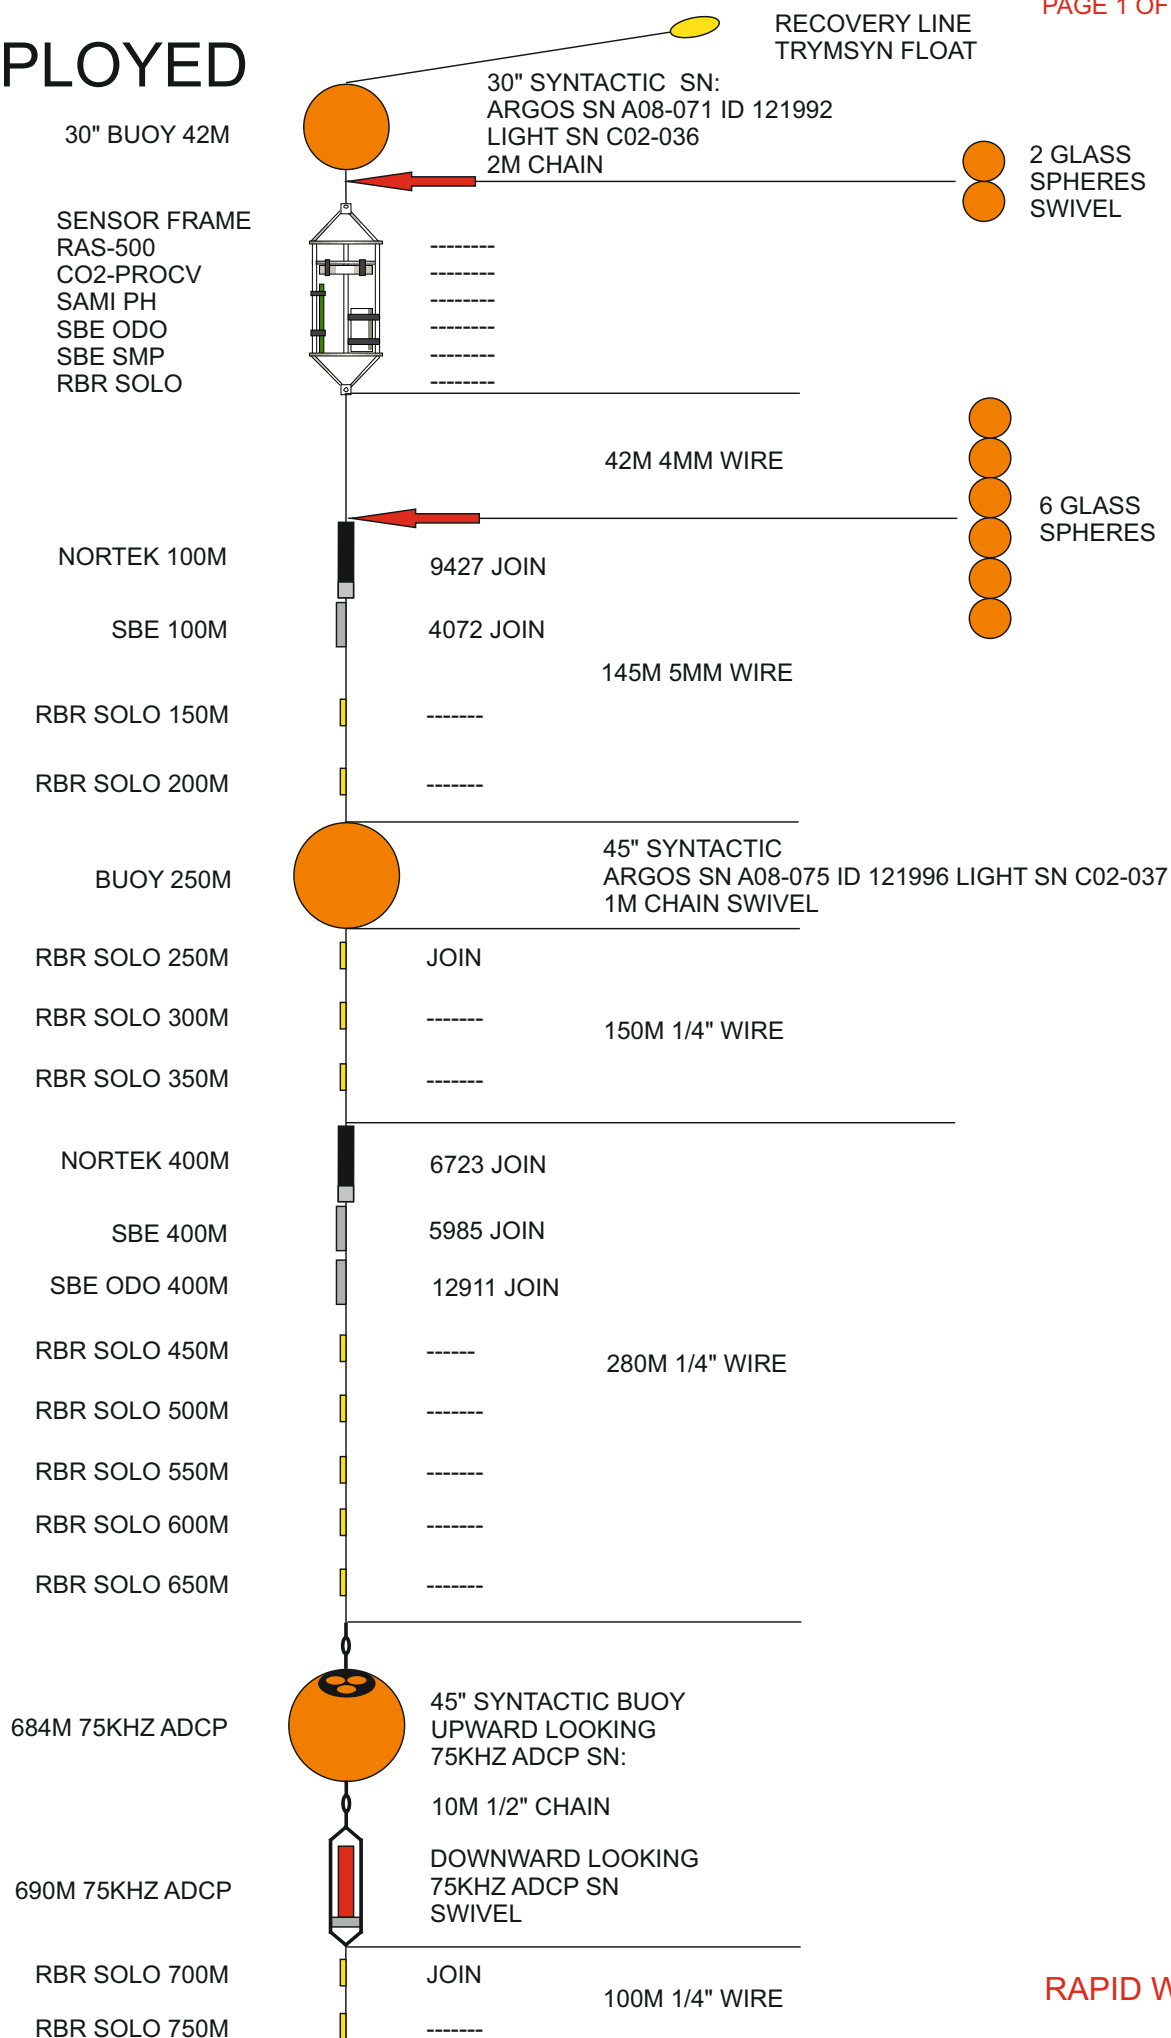 PAGE 1 OF
RECOVERY LINE
TRYMSYN FLOAT
PLOYED
30" SYNTACTIC SN:
ARGOS SN A08-071 ID 121992
LIGHT SN C02-036
2M CHAIN
30" BUOY 42M
2 GLASS
SPHERES
SWIVEL
SENSOR FRAME
RAS-500 --------
CO2-PROCV --------
SAMI PH --------
SBE ODO --------
SBE SMP --------
RBR SOLO --------
42M 4MM WIRE
6 GLASS
SPHERES
NORTEK 100M 9427 JOIN
SBE 100M 4072 JOIN
145M 5MM WIRE
RBR SOLO 150M -------
RBR SOLO 200M -------
45" SYNTACTIC
BUOY 250M ARGOS SN A08-075 ID 121996 LIGHT SN C02-037
1M CHAIN SWIVEL
RBR SOLO 250M JOIN
RBR SOLO 300M -------
150M 1/4" WIRE
RBR SOLO 350M -------
NORTEK 400M 6723 JOIN
SBE 400M 5985 JOIN
SBE ODO 400M 12911 JOIN
RBR SOLO 450M ------
280M 1/4" WIRE
RBR SOLO 500M -------
RBR SOLO 550M -------
RBR SOLO 600M -------
RBR SOLO 650M -------
684M 75KHZ ADCP
45" SYNTACTIC BUOY
UPWARD LOOKING
75KHZ ADCP SN:
10M 1/2" CHAIN
690M 75KHZ ADCP
DOWNWARD LOOKING
75KHZ ADCP SN
SWIVEL
RBR SOLO 700M JOIN
100M 1/4" WIRE
RAPID W
RBR SOLO 750M -------